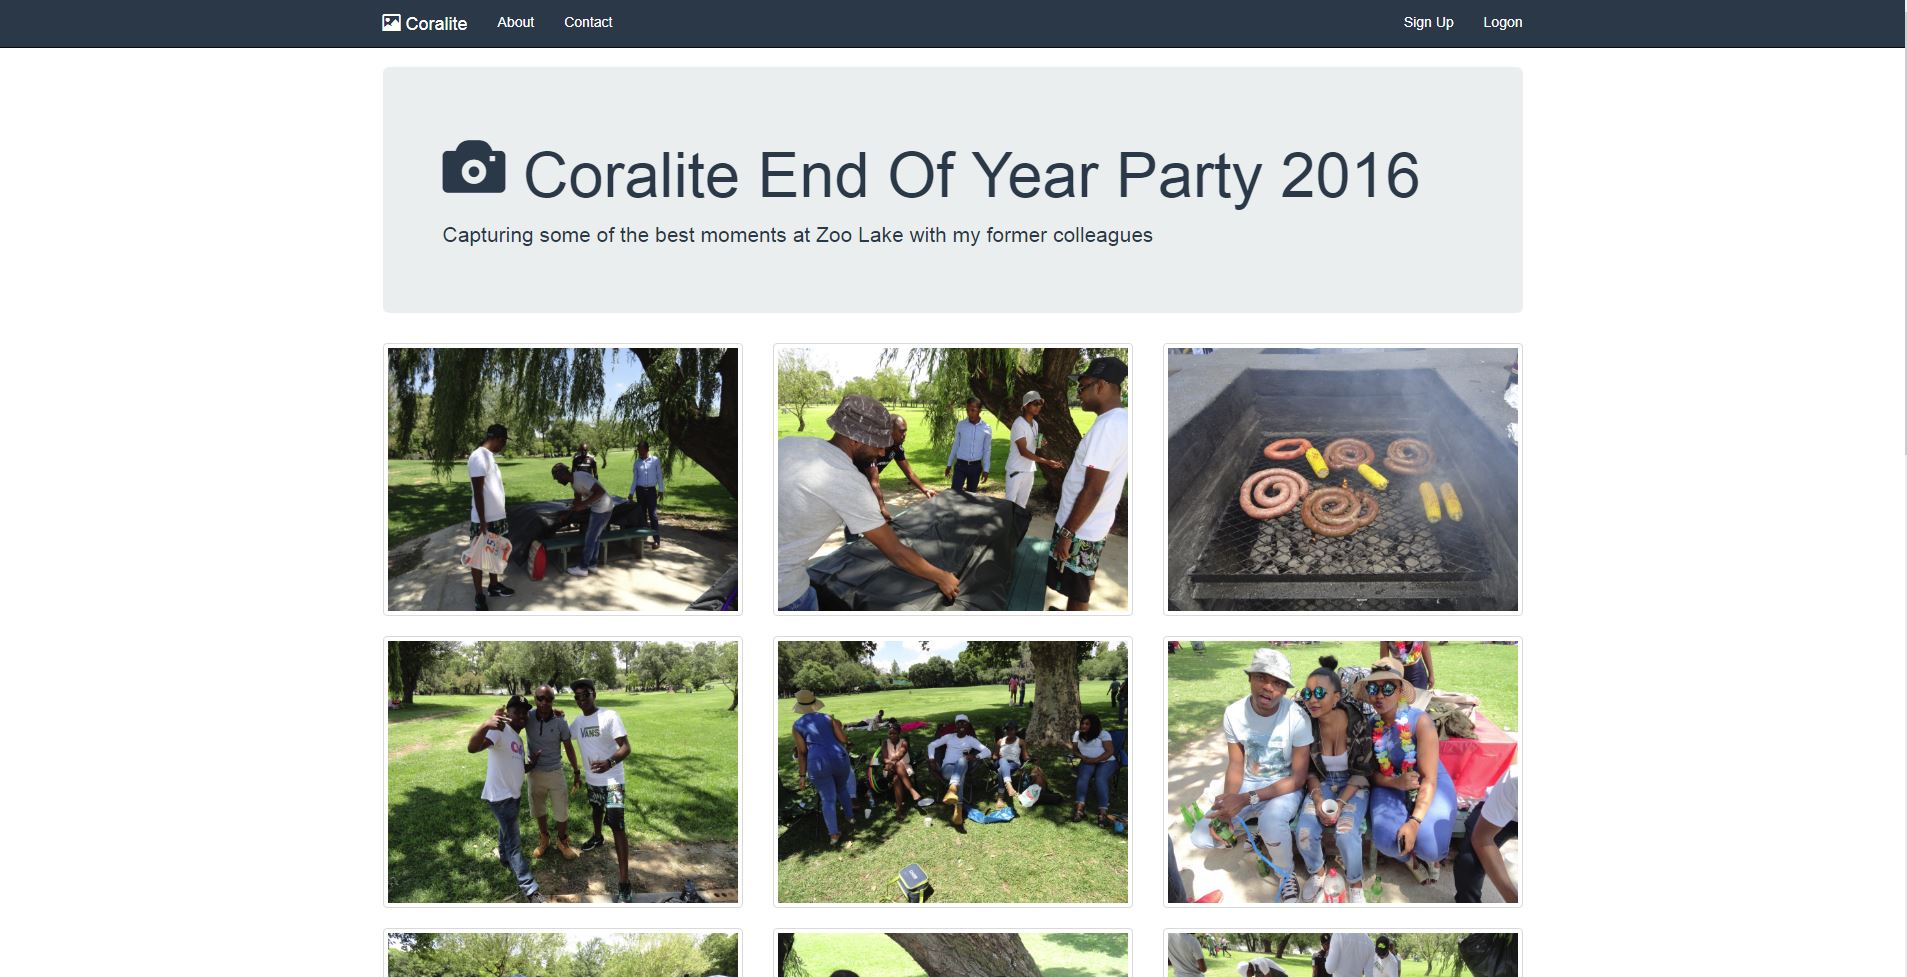 Coralite About Contact Sign Up Logon
Coralite End Of Year Party 2016
Capturing some of the best moments at Zoo Lake with my former colleagues
VANS